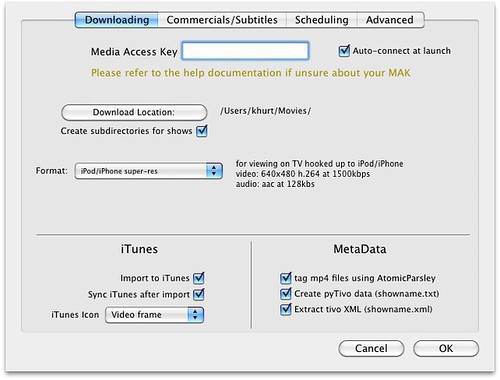 Downloading Commercials/Subtitles Scheduling Advanced
Media Access Key Auto-connect at launch
Please refer to the help documentation if unsure about your MAK
Download Location: /Users/khurt/Movies/
Create subdirectories for shows
Format: iPod/iPhone super-res
for viewing on TV hooked up to iPod/iPhone
video: 640x480 h.264 at 1500kbps
audio: aac at 128kbs
iTunes
Import to iTunes
Sync iTunes after import
iTunes Icon Video frame
MetaData
tag mp4 files using AtomicParsley
Create pyTivo data (showname.txt)
Extract tivo XML (showname.xml)
Cancel OK